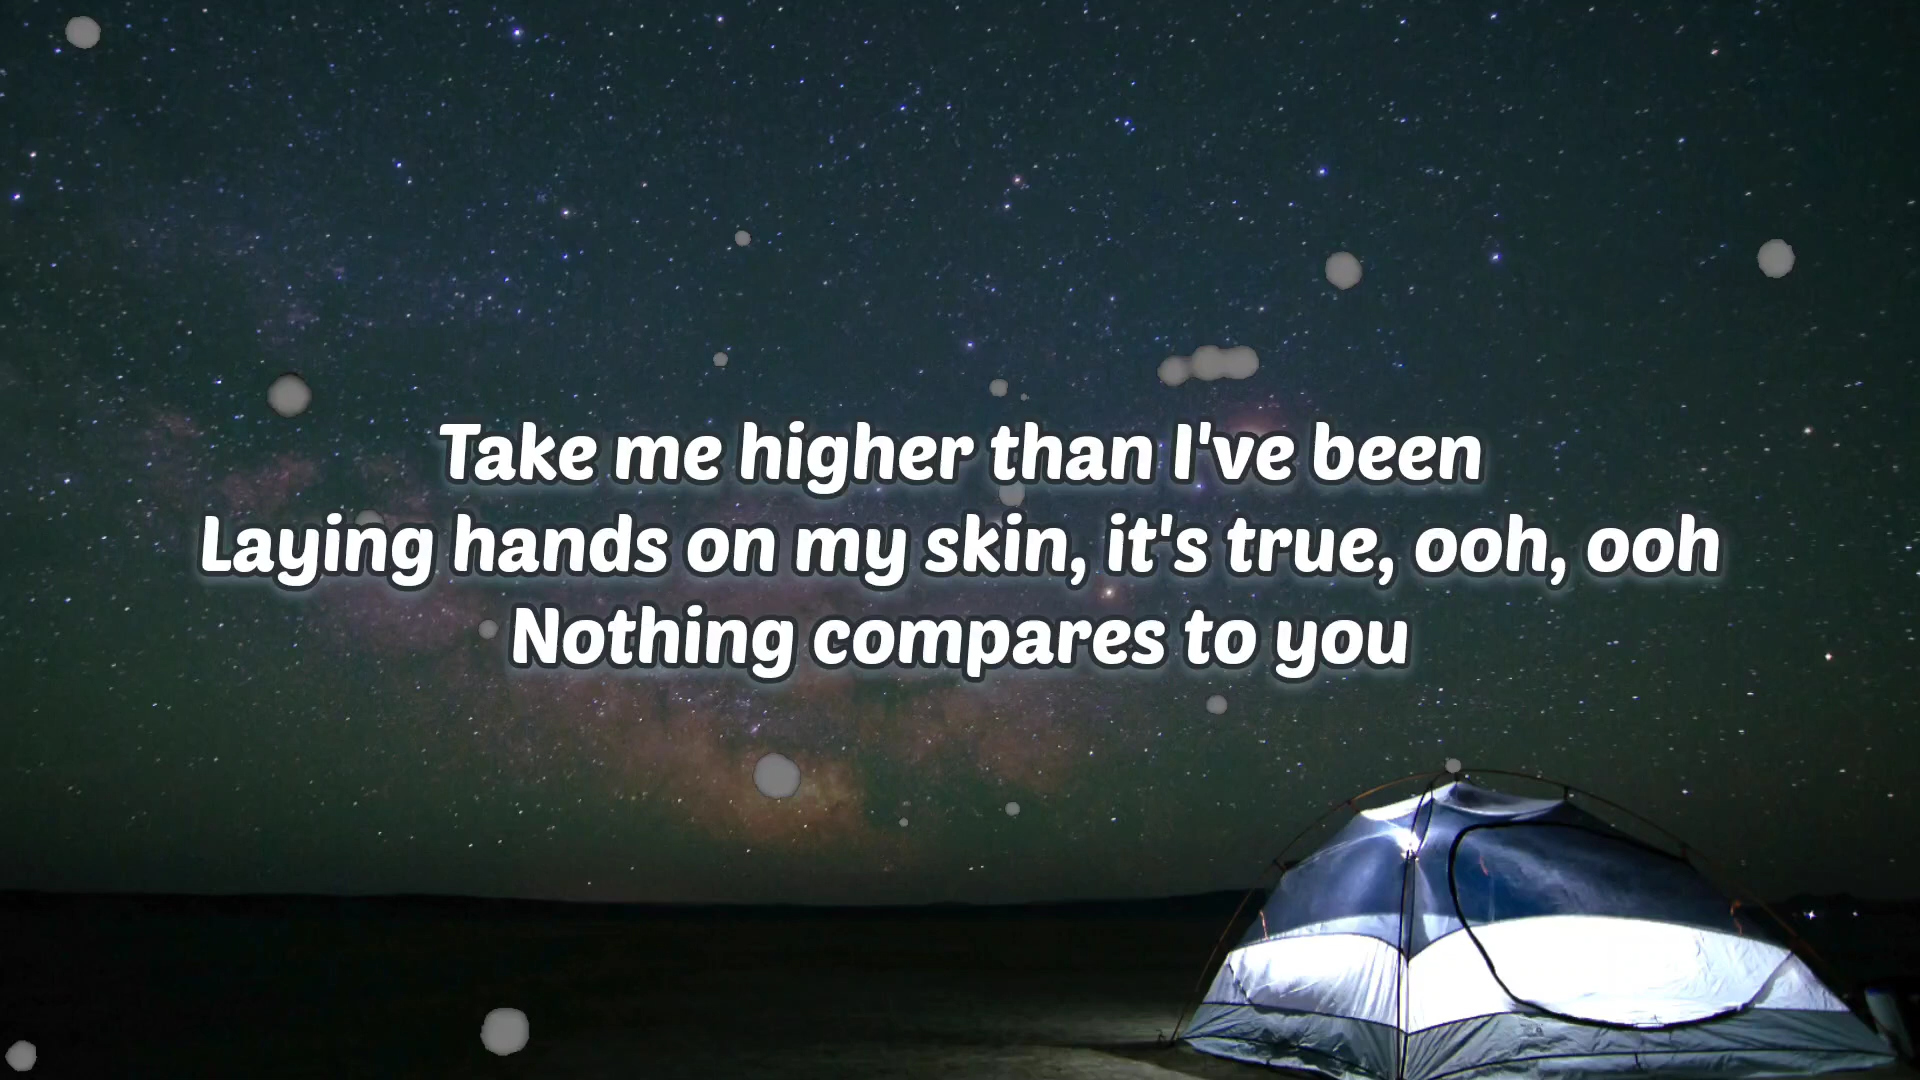 Take me higher than I've been
Laying hands on my skin, it's true, ooh, ooh
Nothing compares to you